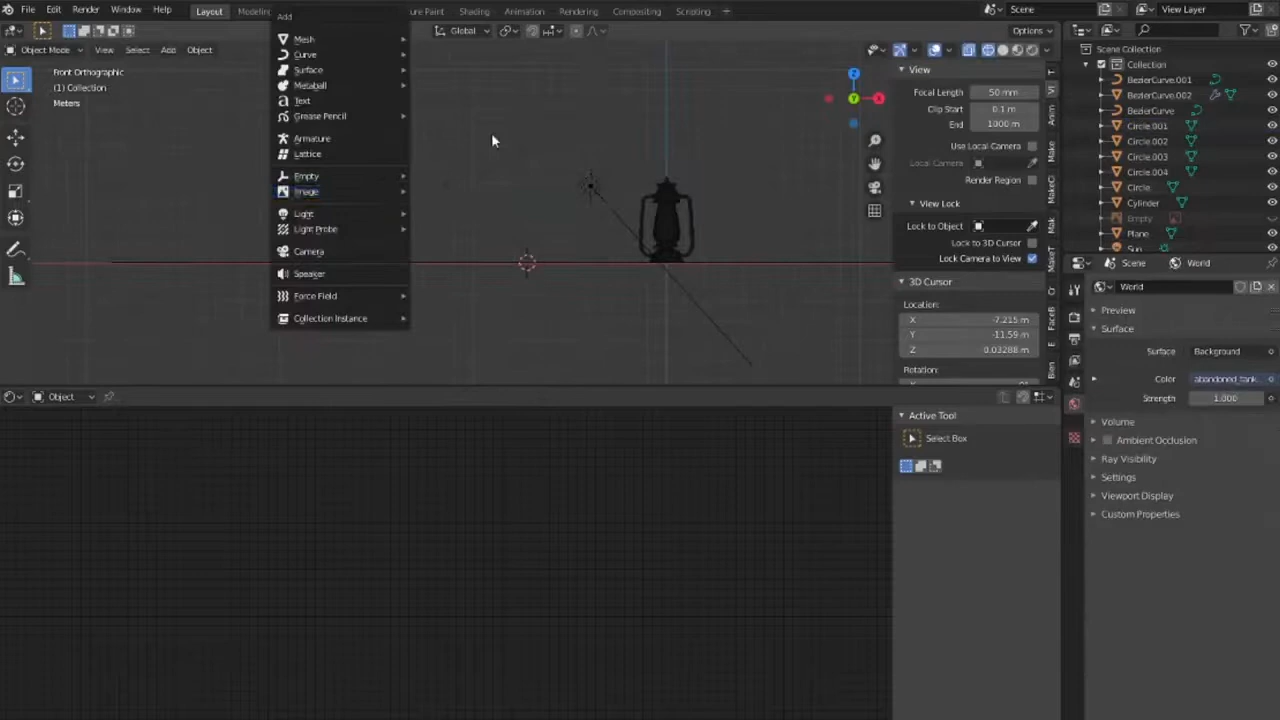 File Edit Render Window Help Layout Modeling ure Paint Shading Animation Rendering Compositing Scripting + Scene View Layer
Object Mode View Select Add Object Global Options
Add
Mesh
Curve
Surface
Metaball
Text
Grease Pencil
Armature
Lattice
Empty
Image
Light
Light Probe
Camera
Speaker
Force Field
Collection Instance
Front Orthographic
(1) Collection
Meters
Z
Y
X
View
Focal Length 50 mm
Clip Start 0.1 m
End 1000 m
Use Local Camera
Local Camera
Render Region
View Lock
Lock to Object
Lock to 3D Cursor
Lock Camera to View
3D Cursor
Location:
X -7.215 m
Y -11.59 m
Z 0.03288 m
Rotation:
Scene Collection
Collection
BezierCurve.001
BezierCurve.002
BezierCurve
Circle.001
Circle.002
Circle.003
Circle.004
Circle
Cylinder
Empty
Plane
Sun
Scene World
World
Preview
Surface
Surface Background
Color abandoned_tank
Strength 1.000
Volume
Ambient Occlusion
Ray Visibility
Settings
Viewport Display
Custom Properties
Object
Active Tool
Select Box